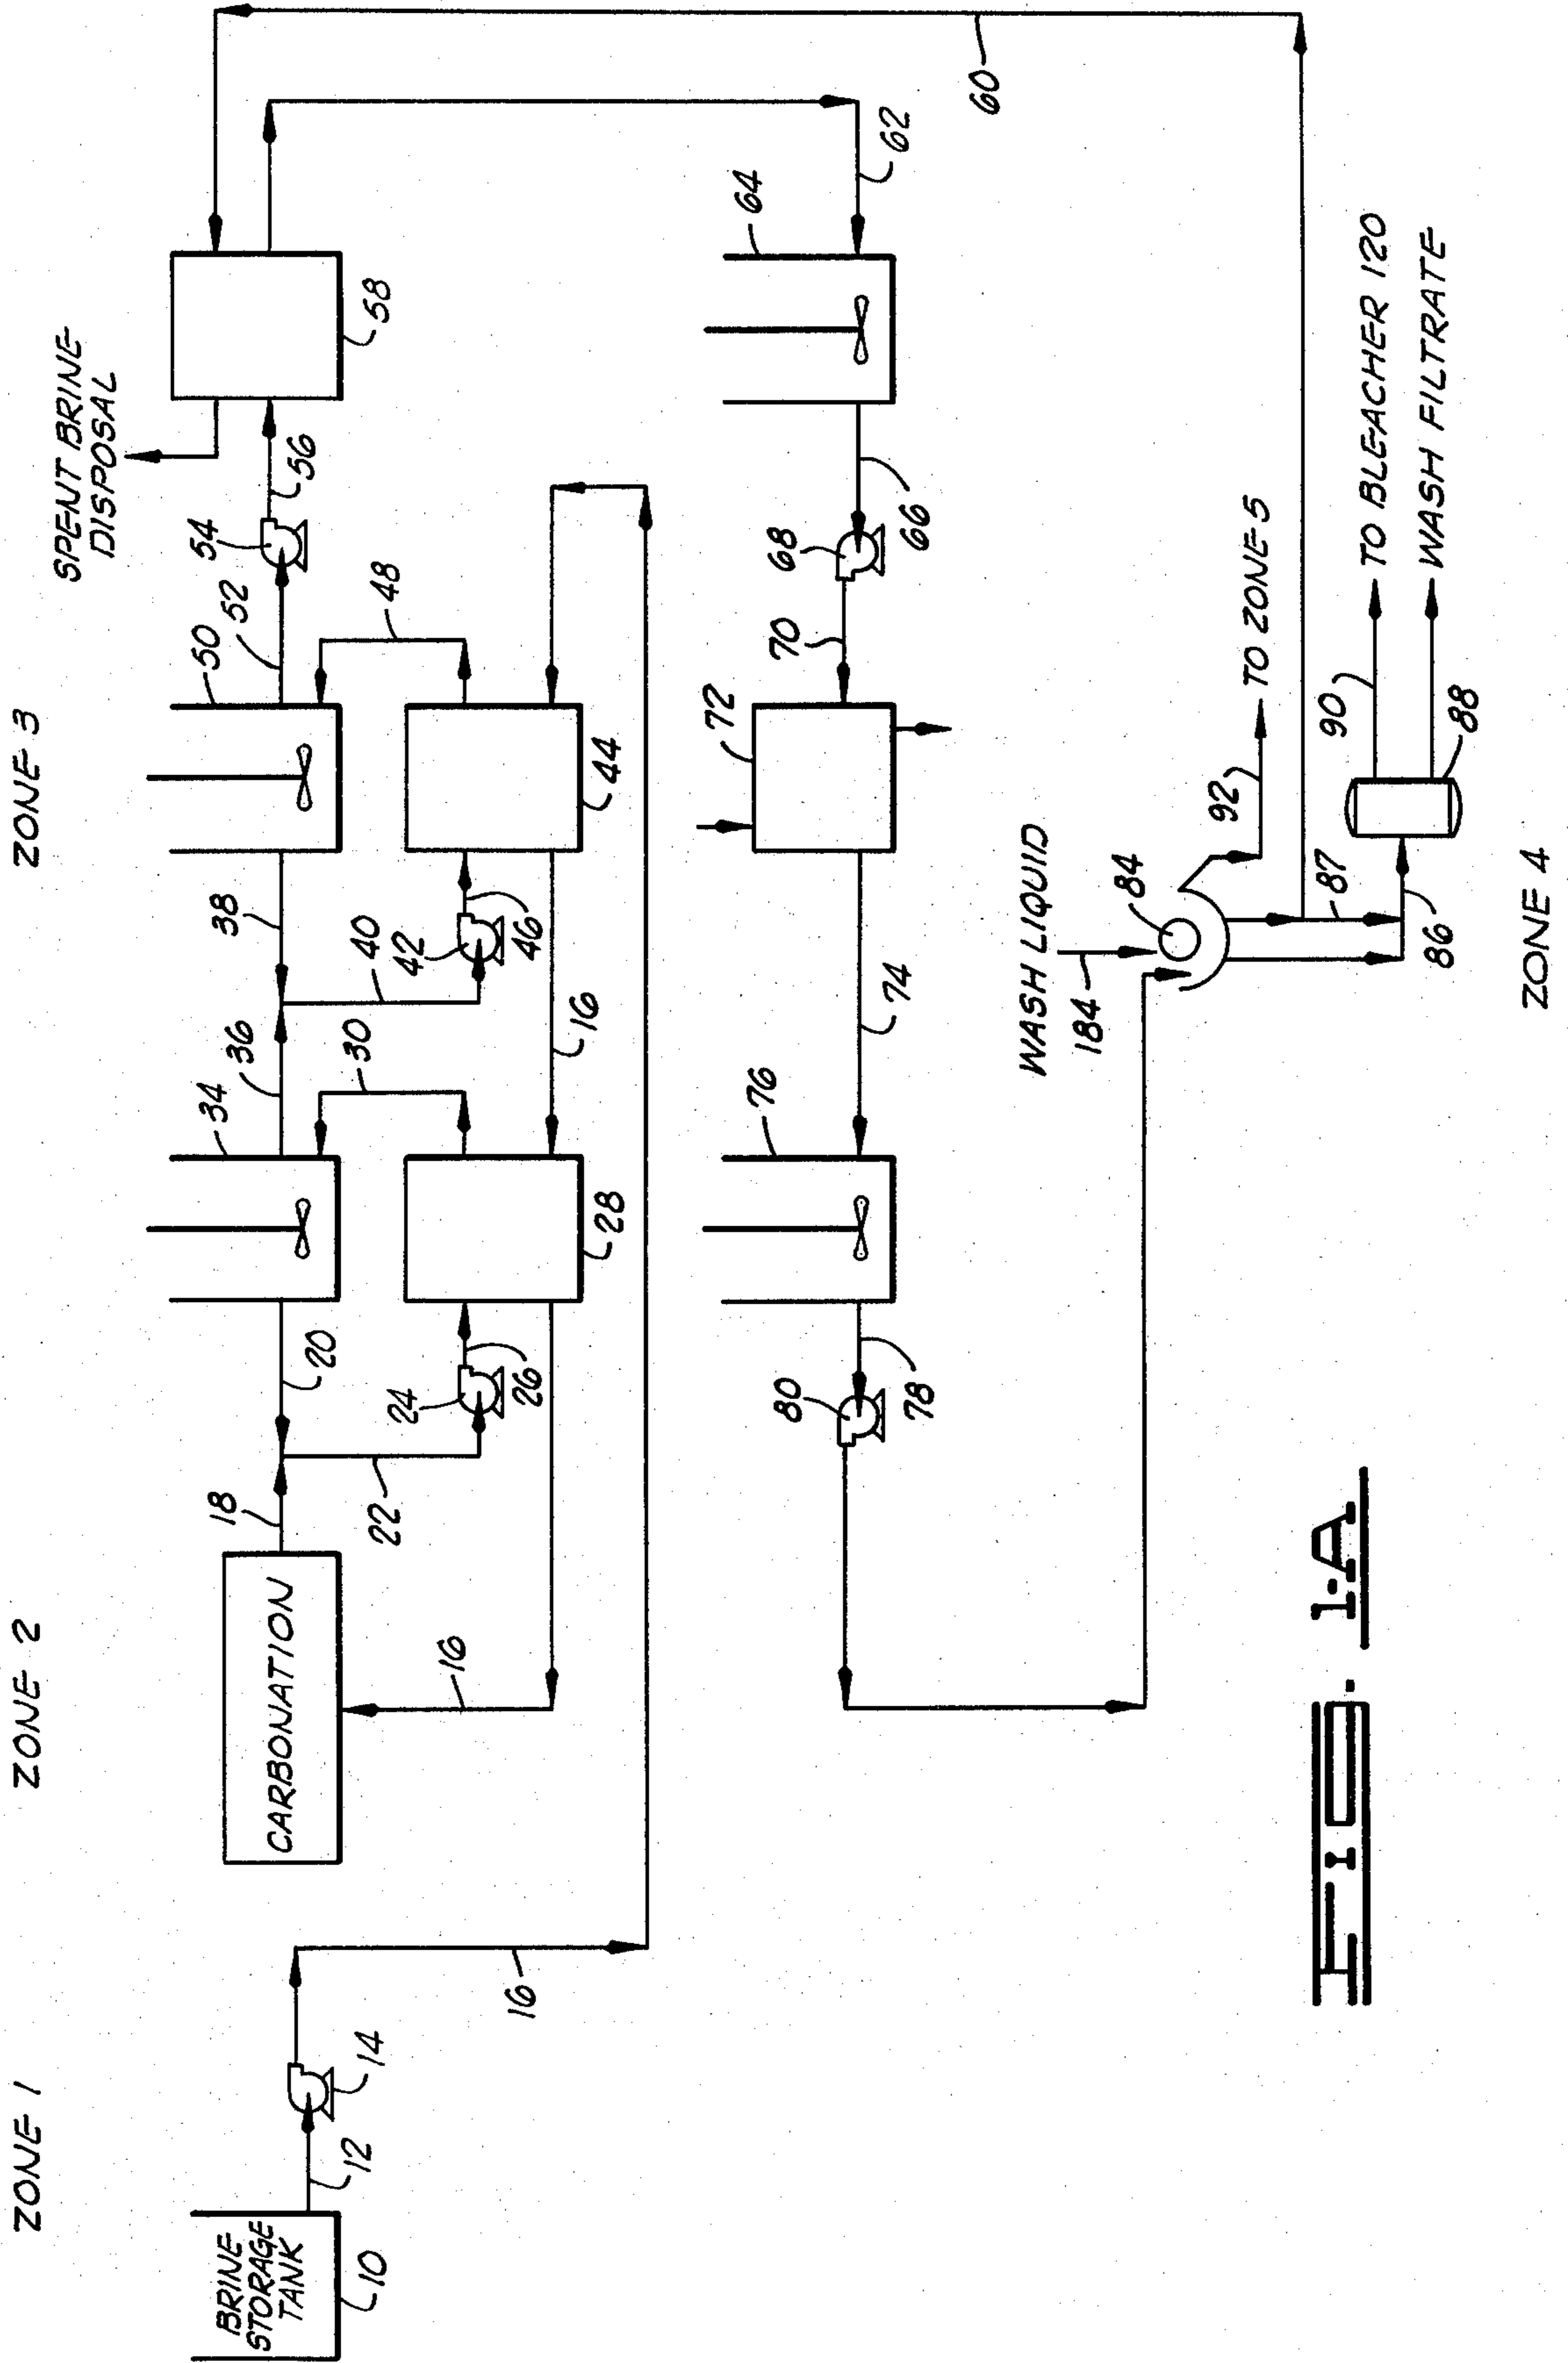 ZONE 1
ZONE 2
ZONE 3
SPENT BRINE
DISPOSAL
BRINE
STORAGE
TANK
10
12
14
16
CARBONATION
16
18
20
22
24
26
28
30
34
36
38
40
42
46
16
44
48
50
52
54
56
58
60
62
64
66
68
70
72
74
76
78
80
WASH LIQUID
184
84
92
TO ZONE 5
87
86
88
90
TO BLEACHER 120
WASH FILTRATE
ZONE 4
FIG. 1-A